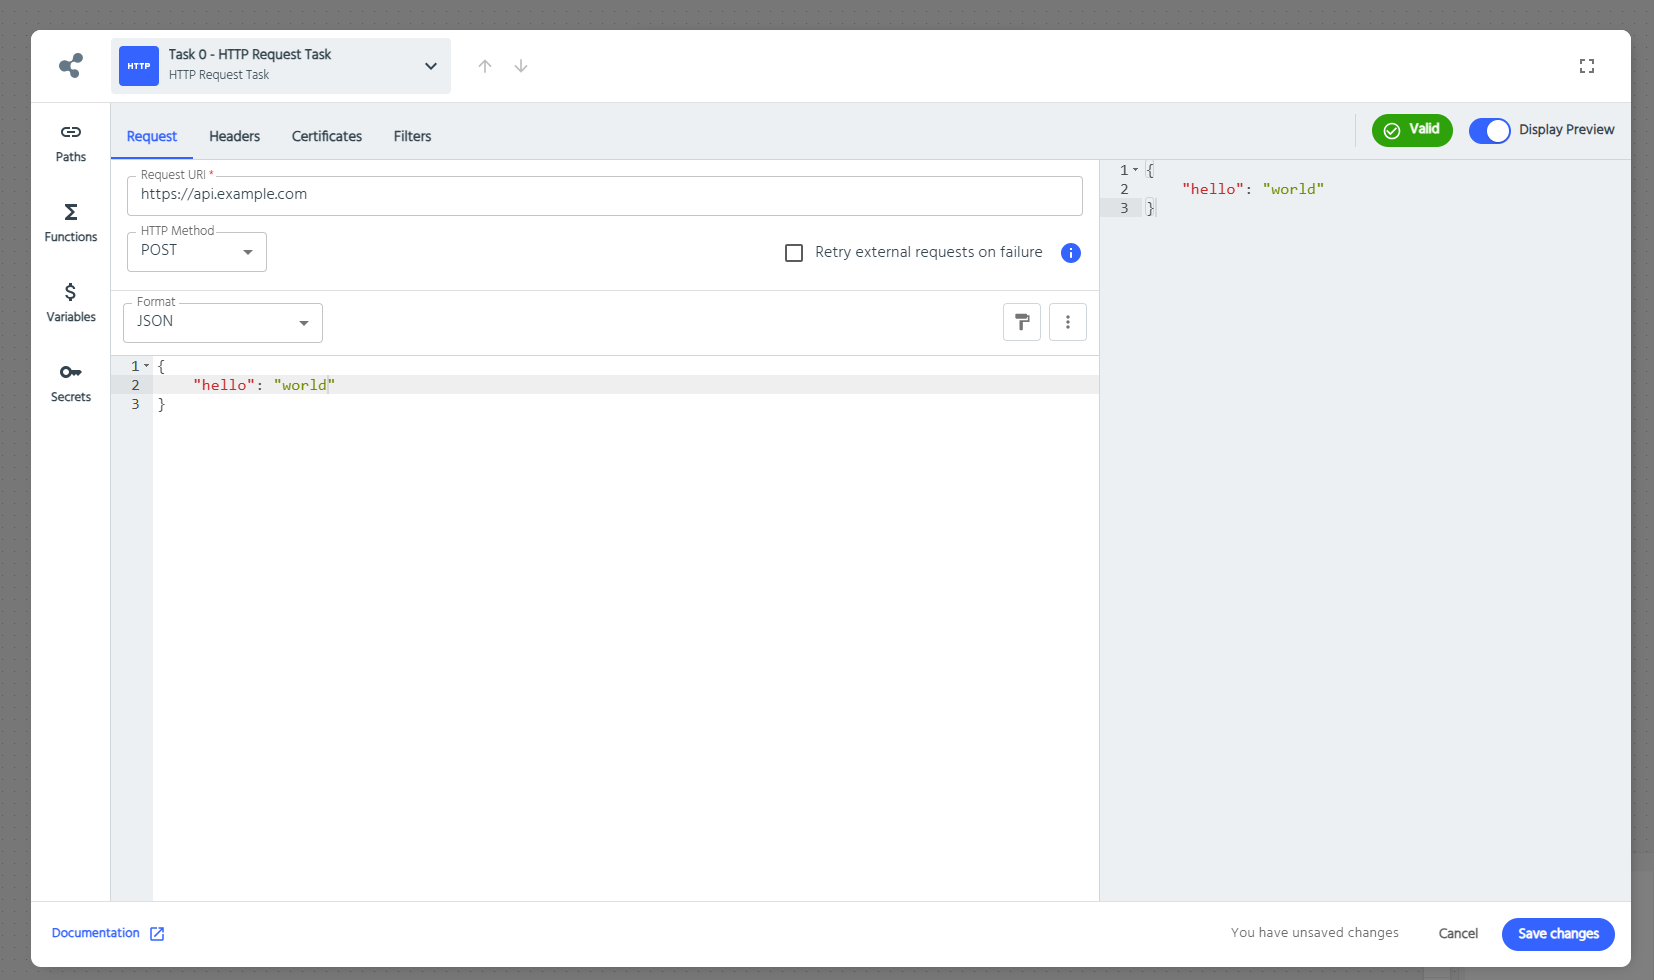 HTTP
Task 0 - HTTP Request Task
HTTP Request Task
Paths
Functions
Variables
Secrets
Request
Headers
Certificates
Filters
Valid
Display Preview
Request URI *
https://api.example.com
HTTP Method
POST
Retry external requests on failure
Format
JSON
1 {
2 "hello": "world"
3 }
1 {
2 "hello": "world"
3 }
Documentation
You have unsaved changes
Cancel
Save changes